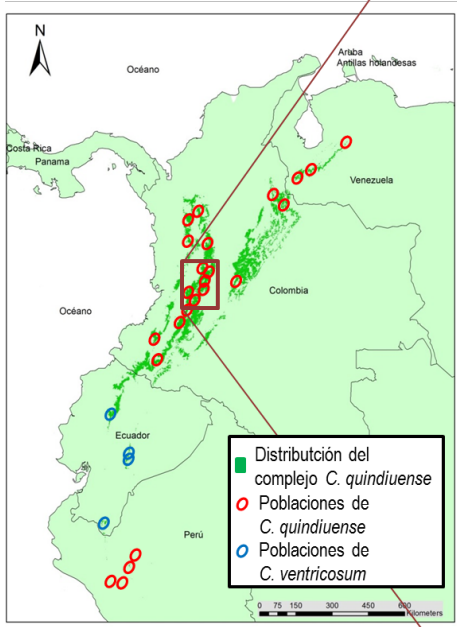 N
Océano
Aruba
Antillas holandesas
Costa Rica
Panama
Venezuela
Colombia
Océano
Ecuador
Perú
Distributción del
complejo C. quindiuense
Poblaciones de
C. quindiuense
Poblaciones de
C. ventricosum
0 75 150 300 450 600
Kilometers